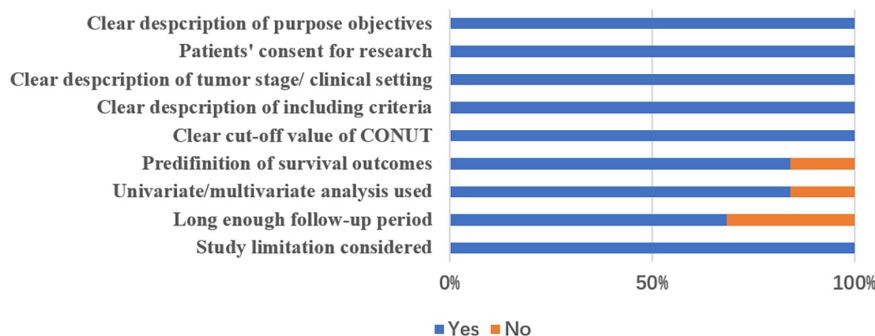 Clear despcription of purpose objectives
Patients' consent for research
Clear despcription of tumor stage/ clinical setting
Clear despcription of including criteria
Clear cut-off value of CONUT
Predifinition of survival outcomes
Univariate/multivariate analysis used
Long enough follow-up period
Study limitation considered
0% 50% 100%
Yes No